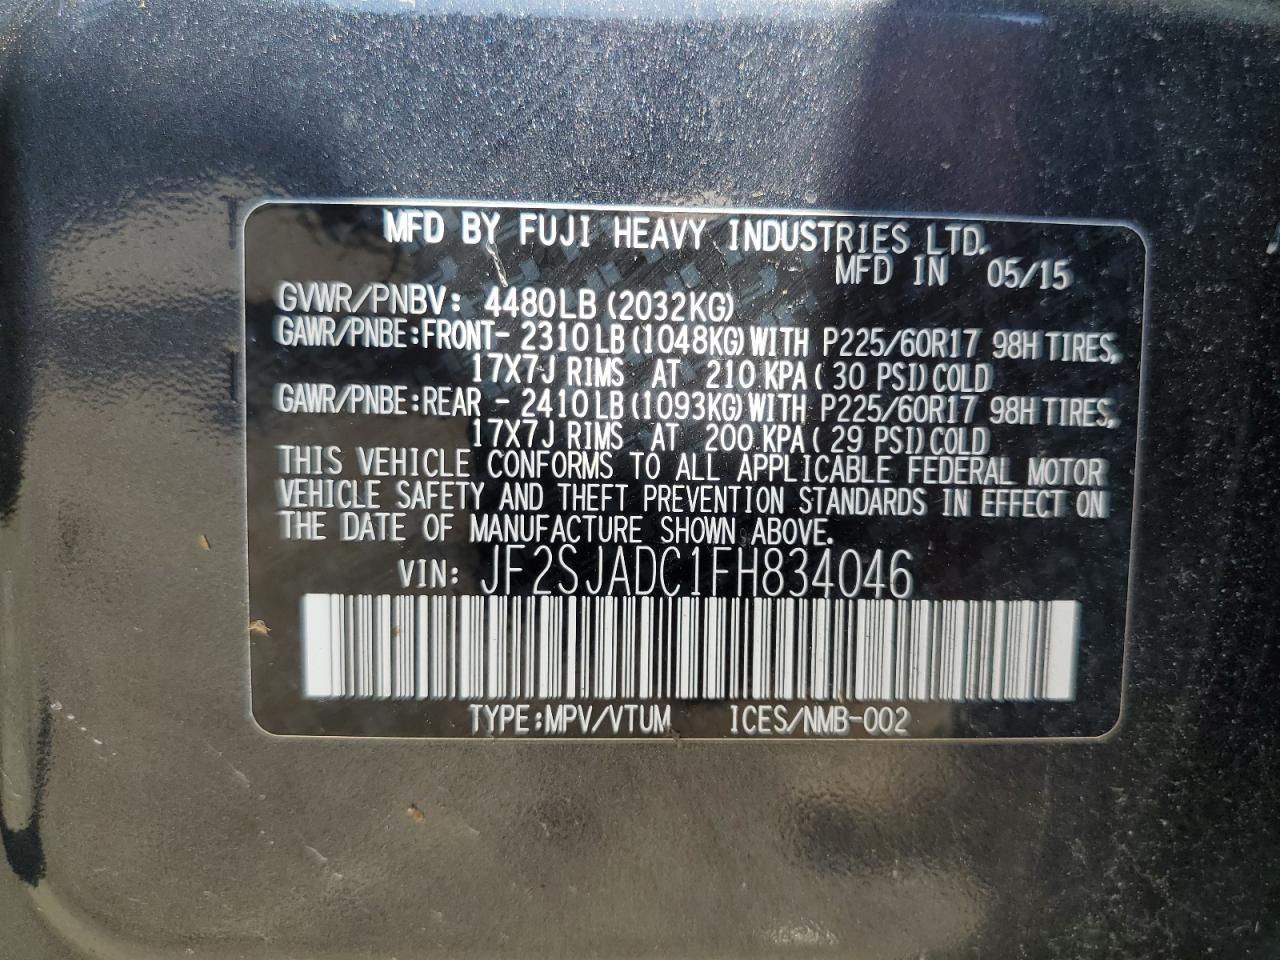 MFD BY FUJI HEAVY INDUSTRIES LTD.
MFD IN 05/15
GVWR/PNBV: 4480LB (2032KG)
GAWR/PNBE:FRONT- 2310LB(1048KG)WITH P225/60R17 98H TIRES,
17X7J RIMS AT 210 KPA( 30 PSI)COLD
GAWR/PNBE:REAR - 2410LB(1093KG)WITH P225/60R17 98H TIRES,
17X7J RIMS AT 200 KPA( 29 PSI)COLD
THIS VEHICLE CONFORMS TO ALL APPLICABLE FEDERAL MOTOR
VEHICLE SAFETY AND THEFT PREVENTION STANDARDS IN EFFECT ON
THE DATE OF MANUFACTURE SHOWN ABOVE.
VIN: JF2SJADC1FH834046
TYPE:MPV/VTUM ICES/NMB-002